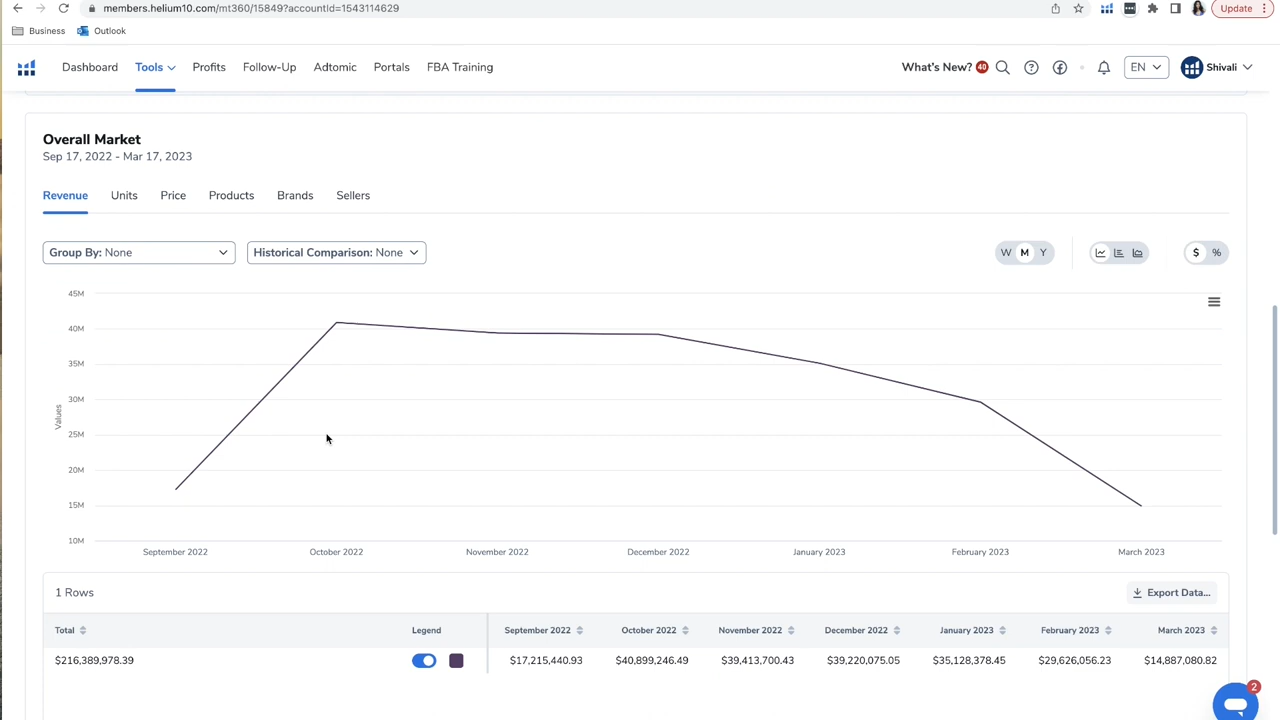 members.helium10.com/mt360/15849?accountId=1543114629
Update
Business Outlook
Dashboard Tools Profits Follow-Up Adtomic Portals FBA Training What's New? 40 EN Shivali
Overall Market
Sep 17, 2022 - Mar 17, 2023
Revenue Units Price Products Brands Sellers
Group By: None Historical Comparison: None W M Y $ %
45M
40M
35M
30M
25M
20M
15M
10M
Values
September 2022 October 2022 November 2022 December 2022 January 2023 February 2023 March 2023
1 Rows Export Data...
Total Legend September 2022 October 2022 November 2022 December 2022 January 2023 February 2023 March 2023
$216,389,978.39 $17,215,440.93 $40,899,246.49 $39,413,700.43 $39,220,075.05 $35,128,378.45 $29,626,056.23 $14,887,080.82
2